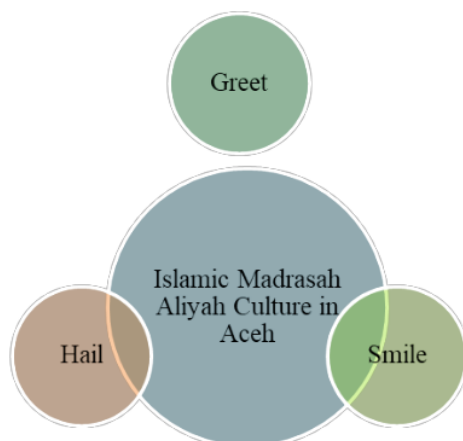 Greet
Islamic Madrasah
Aliyah Culture in
Aceh
Hail
Smile